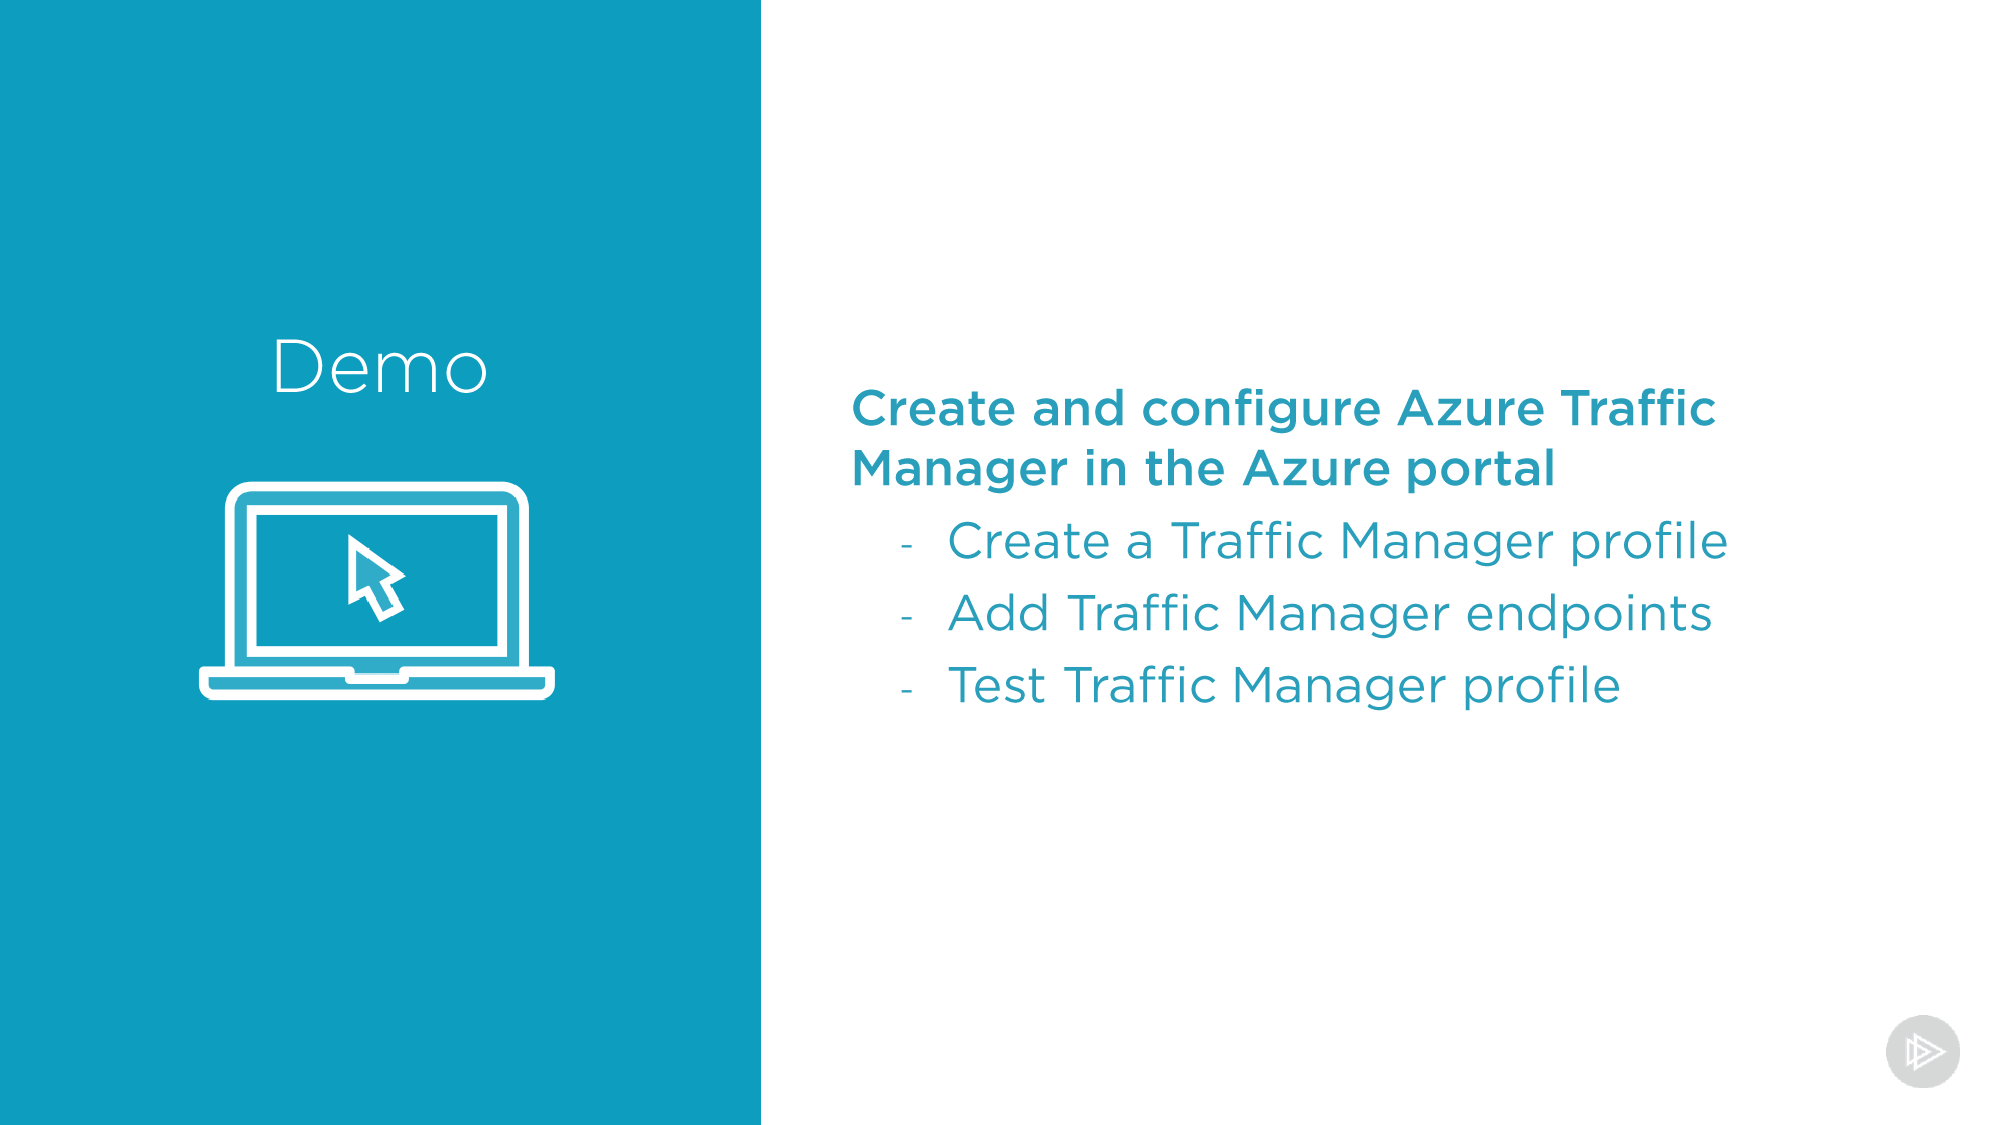 Demo
Create and configure Azure Traffic
Manager in the Azure portal
- Create a Traffic Manager profile
- Add Traffic Manager endpoints
- Test Traffic Manager profile